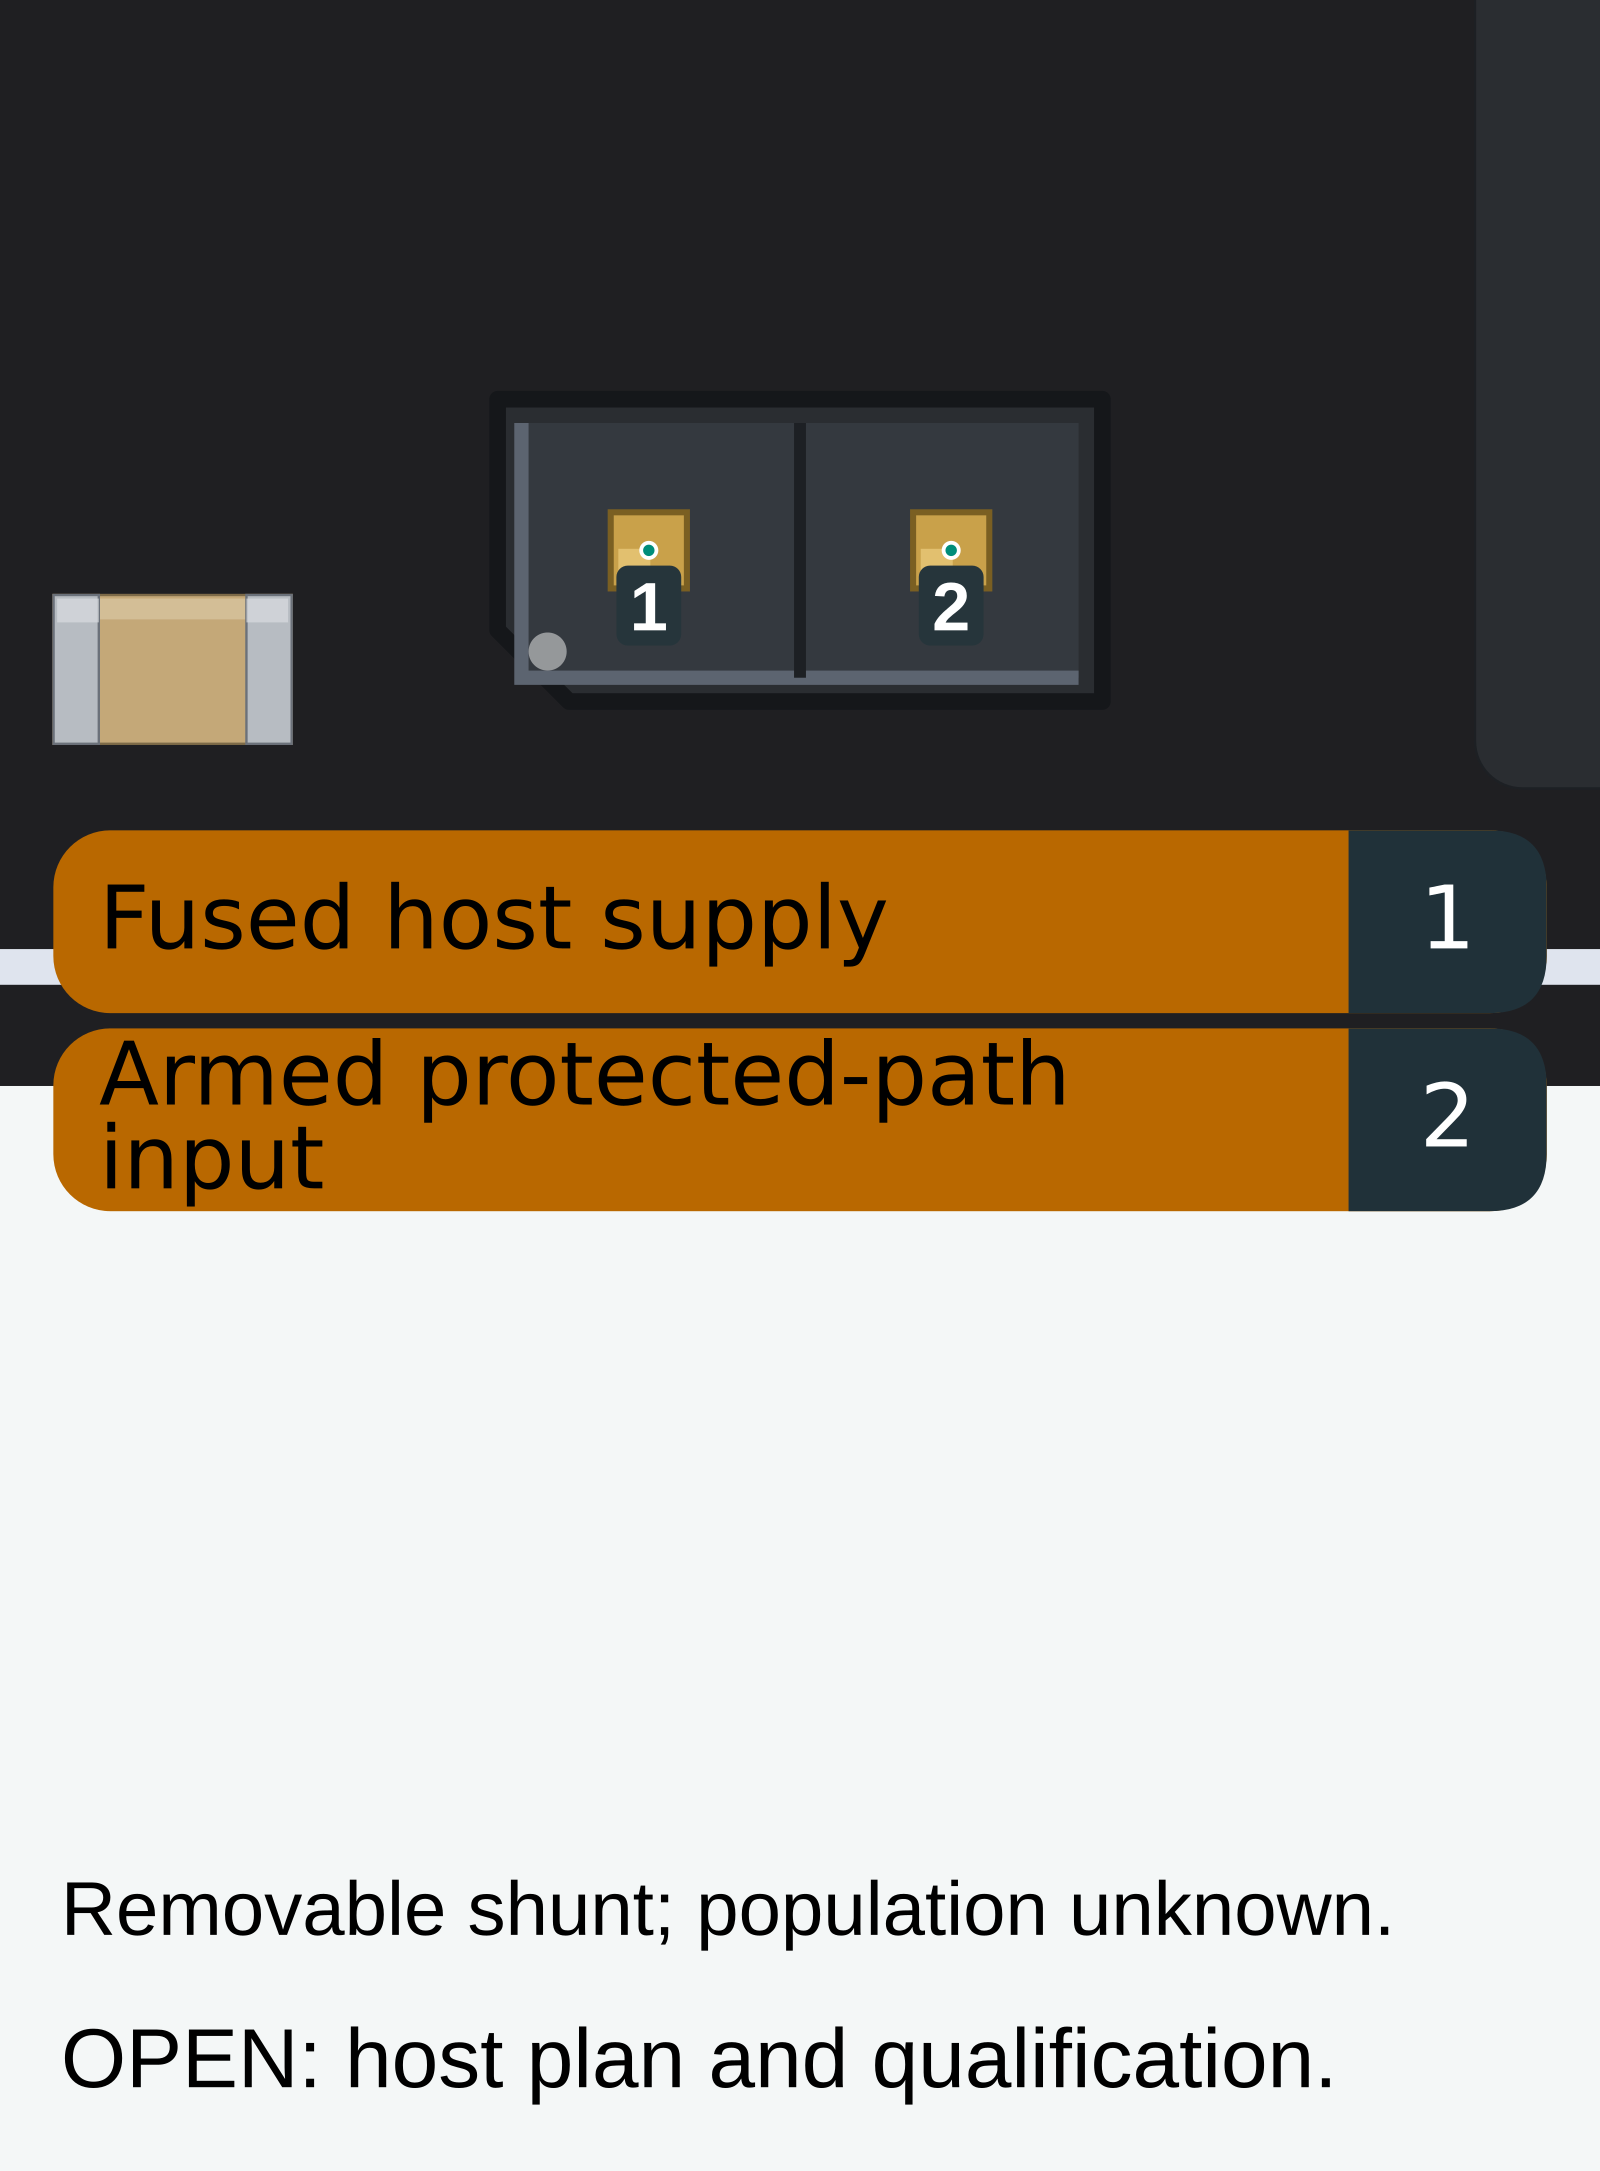 1 2
Fused host supply 1
Armed protected-path
input 2
Removable shunt; population unknown.
OPEN: host plan and qualification.